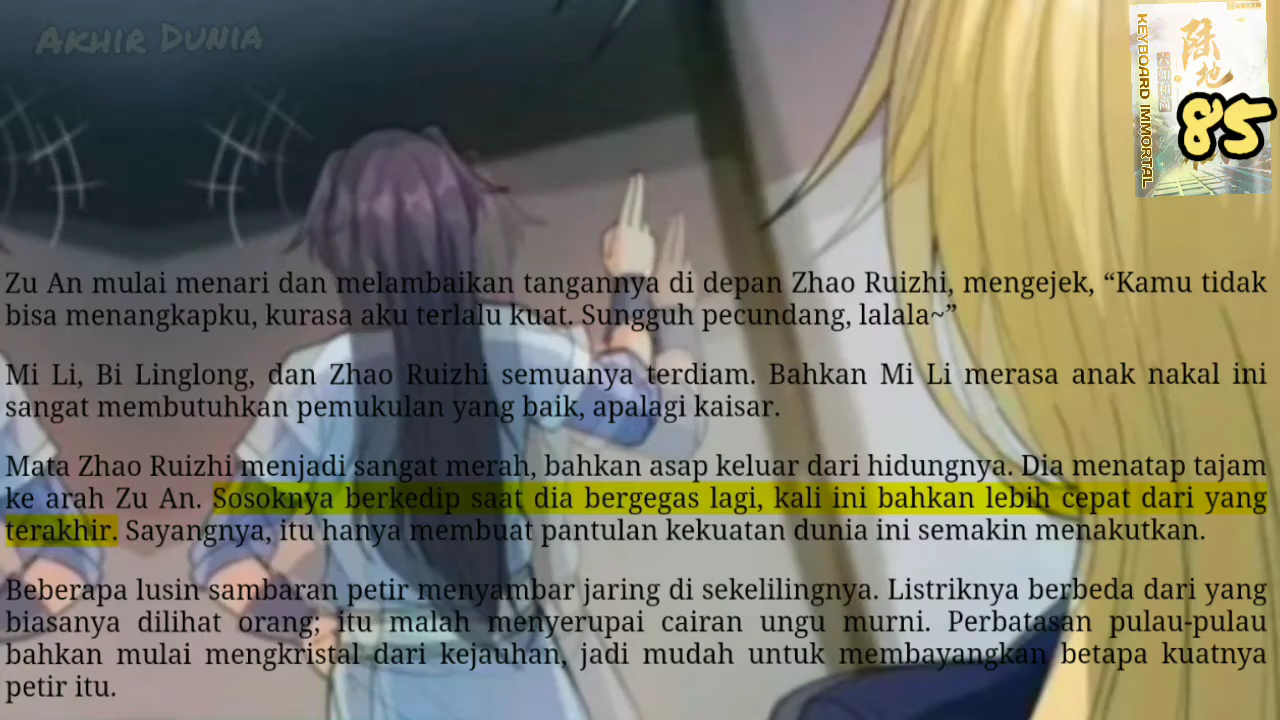 Akhir Dunia
KEYBOARD IMMORTAL
陆地
85
Zu An mulai menari dan melambaikan tangannya di depan Zhao Ruizhi, mengejek, “Kamu tidak
bisa menangkapku, kurasa aku terlalu kuat. Sungguh pecundang, lalala~”
Mi Li, Bi Linglong, dan Zhao Ruizhi semuanya terdiam. Bahkan Mi Li merasa anak nakal ini
sangat membutuhkan pemukulan yang baik, apalagi kaisar.
Mata Zhao Ruizhi menjadi sangat merah, bahkan asap keluar dari hidungnya. Dia menatap tajam
ke arah Zu An. Sosoknya berkedip saat dia bergegas lagi, kali ini bahkan lebih cepat dari yang
terakhir. Sayangnya, itu hanya membuat pantulan kekuatan dunia ini semakin menakutkan.
Beberapa lusin sambaran petir menyambar jaring di sekelilingnya. Listriknya berbeda dari yang
biasanya dilihat orang; itu malah menyerupai cairan ungu murni. Perbatasan pulau-pulau
bahkan mulai mengkristal dari kejauhan, jadi mudah untuk membayangkan betapa kuatnya
petir itu.